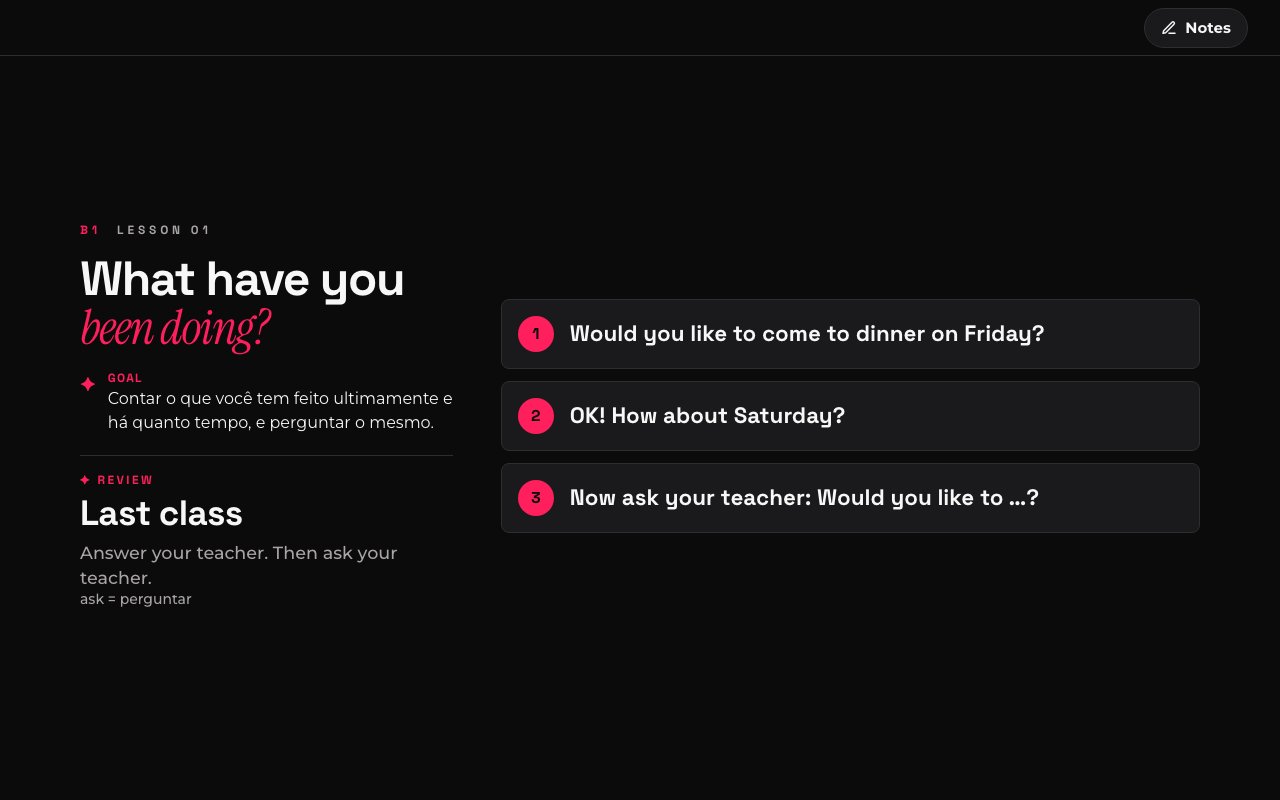 Notes
B1 LESSON 01
What have you
been doing?
GOAL
Contar o que você tem feito ultimamente e
há quanto tempo, e perguntar o mesmo.
REVIEW
Last class
Answer your teacher. Then ask your
teacher.
ask = perguntar
1 Would you like to come to dinner on Friday?
2 OK! How about Saturday?
3 Now ask your teacher: Would you like to ...?